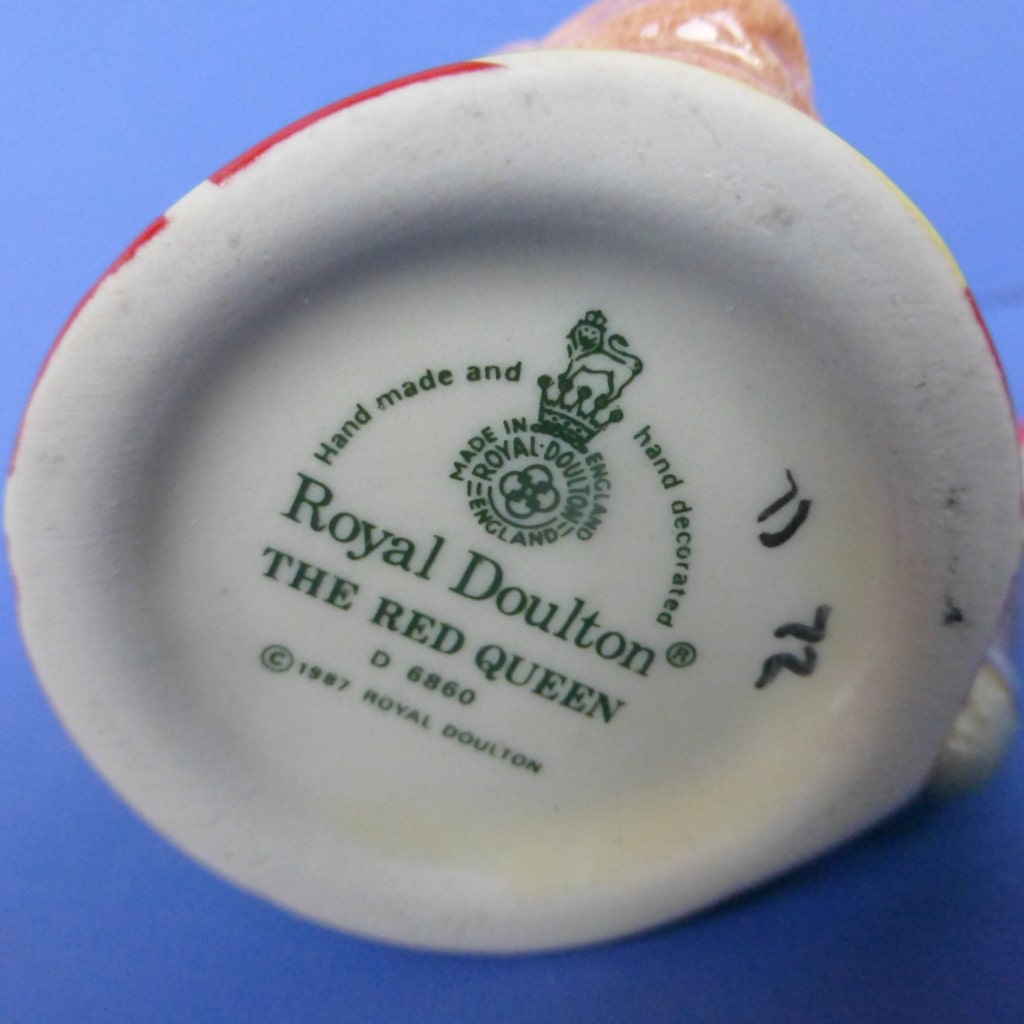 Hand made and hand decorated
MADE IN ENGLAND
ROYAL·DOULTON
ENGLAND
Royal Doulton®
THE RED QUEEN
D 6860
© 1987 ROYAL DOULTON
22